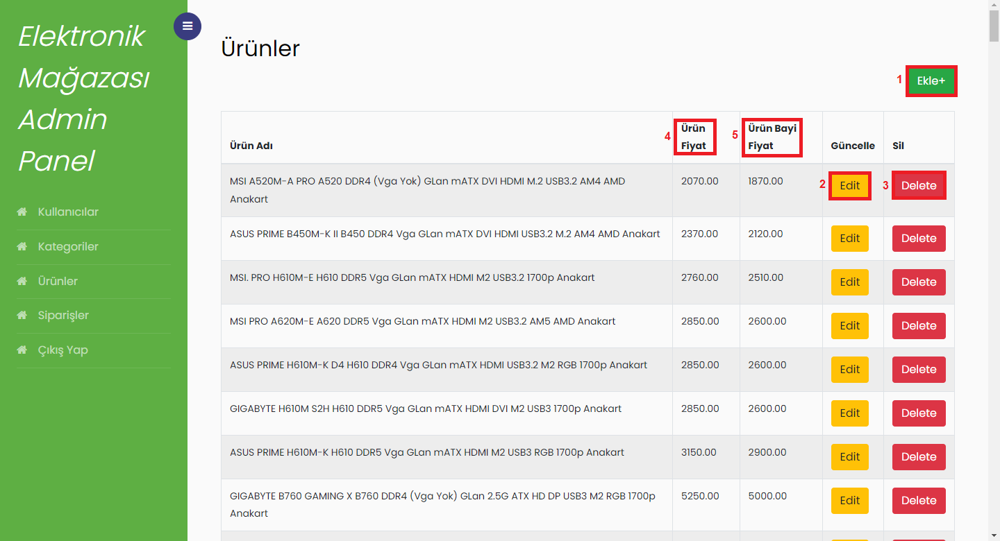 Elektronik
Mağazası
Admin
Panel
Kullanıcılar
Kategoriler
Ürünler
Siparişler
Çıkış Yap
Ürünler
1 Ekle+
Ürün Adı
4 Ürün
Fiyat
5 Ürün Bayi
Fiyat
Güncelle
Sil
MSI A520M-A PRO A520 DDR4 (Vga Yok) GLan mATX DVI HDMI M.2 USB3.2 AM4 AMD
Anakart
2070.00
1870.00
2 Edit
3 Delete
ASUS PRIME B450M-K II B450 DDR4 Vga GLan mATX DVI HDMI USB3.2 M.2 AM4 AMD Anakart
2370.00
2120.00
Edit
Delete
MSI. PRO H610M-E H610 DDR5 Vga GLan mATX HDMI M2 USB3.2 1700p Anakart
2760.00
2510.00
Edit
Delete
MSI PRO A620M-E A620 DDR5 Vga GLan mATX HDMI M2 USB3.2 AM5 AMD Anakart
2850.00
2600.00
Edit
Delete
ASUS PRIME H610M-K D4 H610 DDR4 Vga GLan mATX HDMI USB3.2 M2 RGB 1700p Anakart
2850.00
2600.00
Edit
Delete
GIGABYTE H610M S2H H610 DDR5 Vga GLan mATX HDMI DVI M2 USB3 1700p Anakart
2850.00
2600.00
Edit
Delete
ASUS PRIME H610M-K H610 DDR5 Vga GLan mATX HDMI M2 USB3 RGB 1700p Anakart
3150.00
2900.00
Edit
Delete
GIGABYTE B760 GAMING X B760 DDR4 (Vga Yok) GLan 2.5G ATX HD DP USB3 M2 RGB 1700p
Anakart
5250.00
5000.00
Edit
Delete